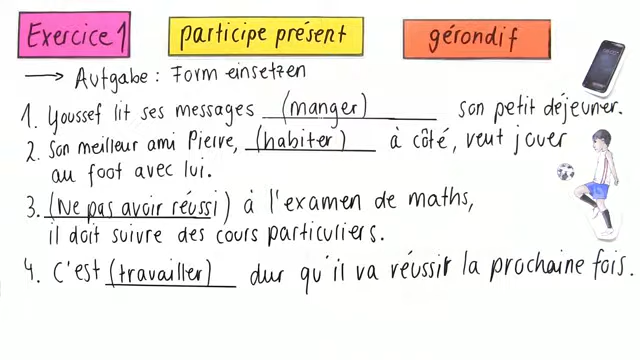 Exercice 1 participe présent gérondif
→ Aufgabe: Form einsetzen
1. Youssef lit ses messages (manger) son petit déjeuner.
2. Son meilleur ami Pierre, (habiter) à côté, veut jouer
au foot avec lui.
3. (Ne pas avoir réussi) à l'examen de maths,
il doit suivre des cours particuliers.
4. C'est (travailler) dur qu'il va réussir la prochaine fois.